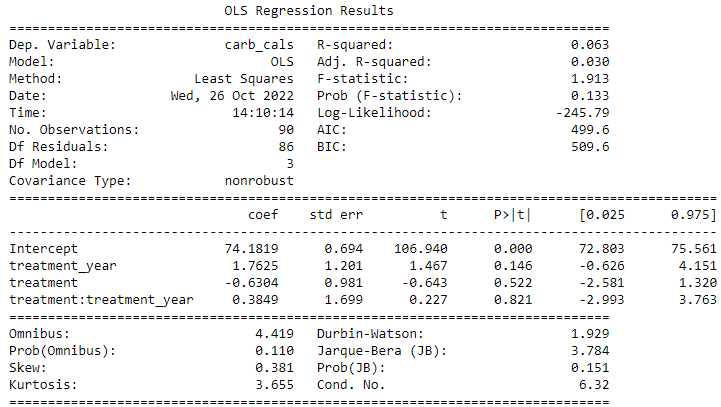 OLS Regression Results
==============================================================================
Dep. Variable:              carb_cals   R-squared:                       0.063
Model:                            OLS   Adj. R-squared:                  0.030
Method:                 Least Squares   F-statistic:                     1.913
Date:                Wed, 26 Oct 2022   Prob (F-statistic):              0.133
Time:                        14:10:14   Log-Likelihood:                -245.79
No. Observations:                  90   AIC:                             499.6
Df Residuals:                      86   BIC:                             509.6
Df Model:                           3
Covariance Type:            nonrobust
============================================================================================
                               coef    std err          t      P>|t|      [0.025      0.975]
--------------------------------------------------------------------------------------------
Intercept                   74.1819      0.694    106.940      0.000      72.803      75.561
treatment_year               1.7625      1.201      1.467      0.146      -0.626       4.151
treatment                   -0.6304      0.981     -0.643      0.522      -2.581       1.320
treatment:treatment_year     0.3849      1.699      0.227      0.821      -2.993       3.763
==============================================================================
Omnibus:                        4.419   Durbin-Watson:                   1.929
Prob(Omnibus):                  0.110   Jarque-Bera (JB):                3.784
Skew:                           0.381   Prob(JB):                        0.151
Kurtosis:                       3.655   Cond. No.                         6.32
==============================================================================